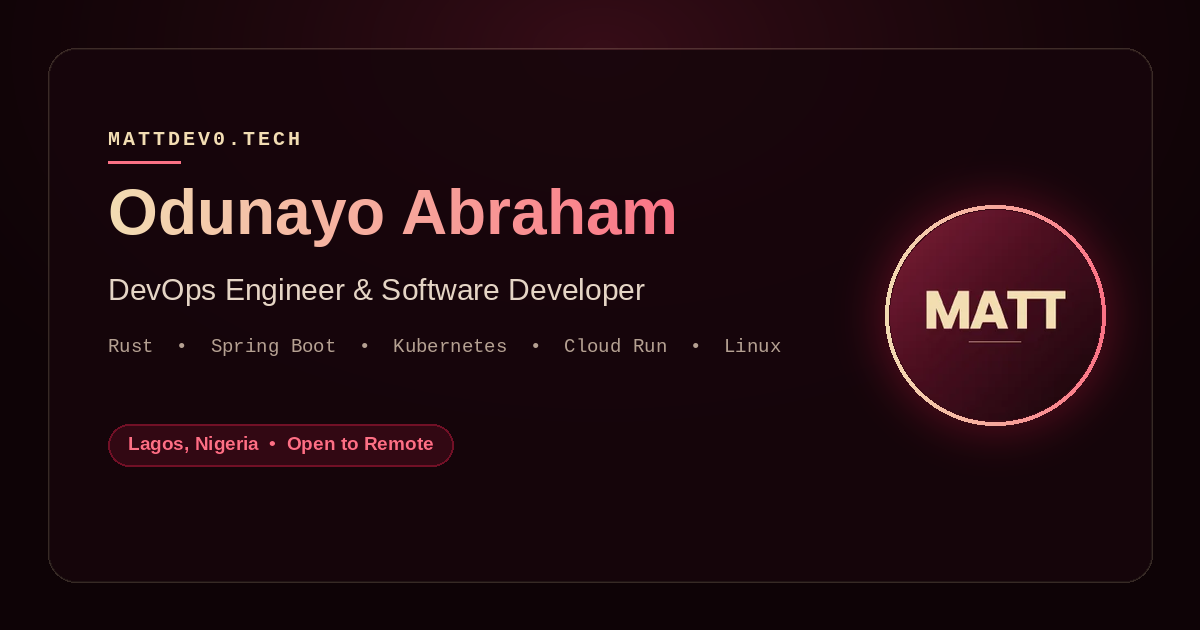 MATTDEV0.TECH
Odunayo Abraham
DevOps Engineer & Software Developer
Rust • Spring Boot • Kubernetes • Cloud Run • Linux
Lagos, Nigeria • Open to Remote
MATT